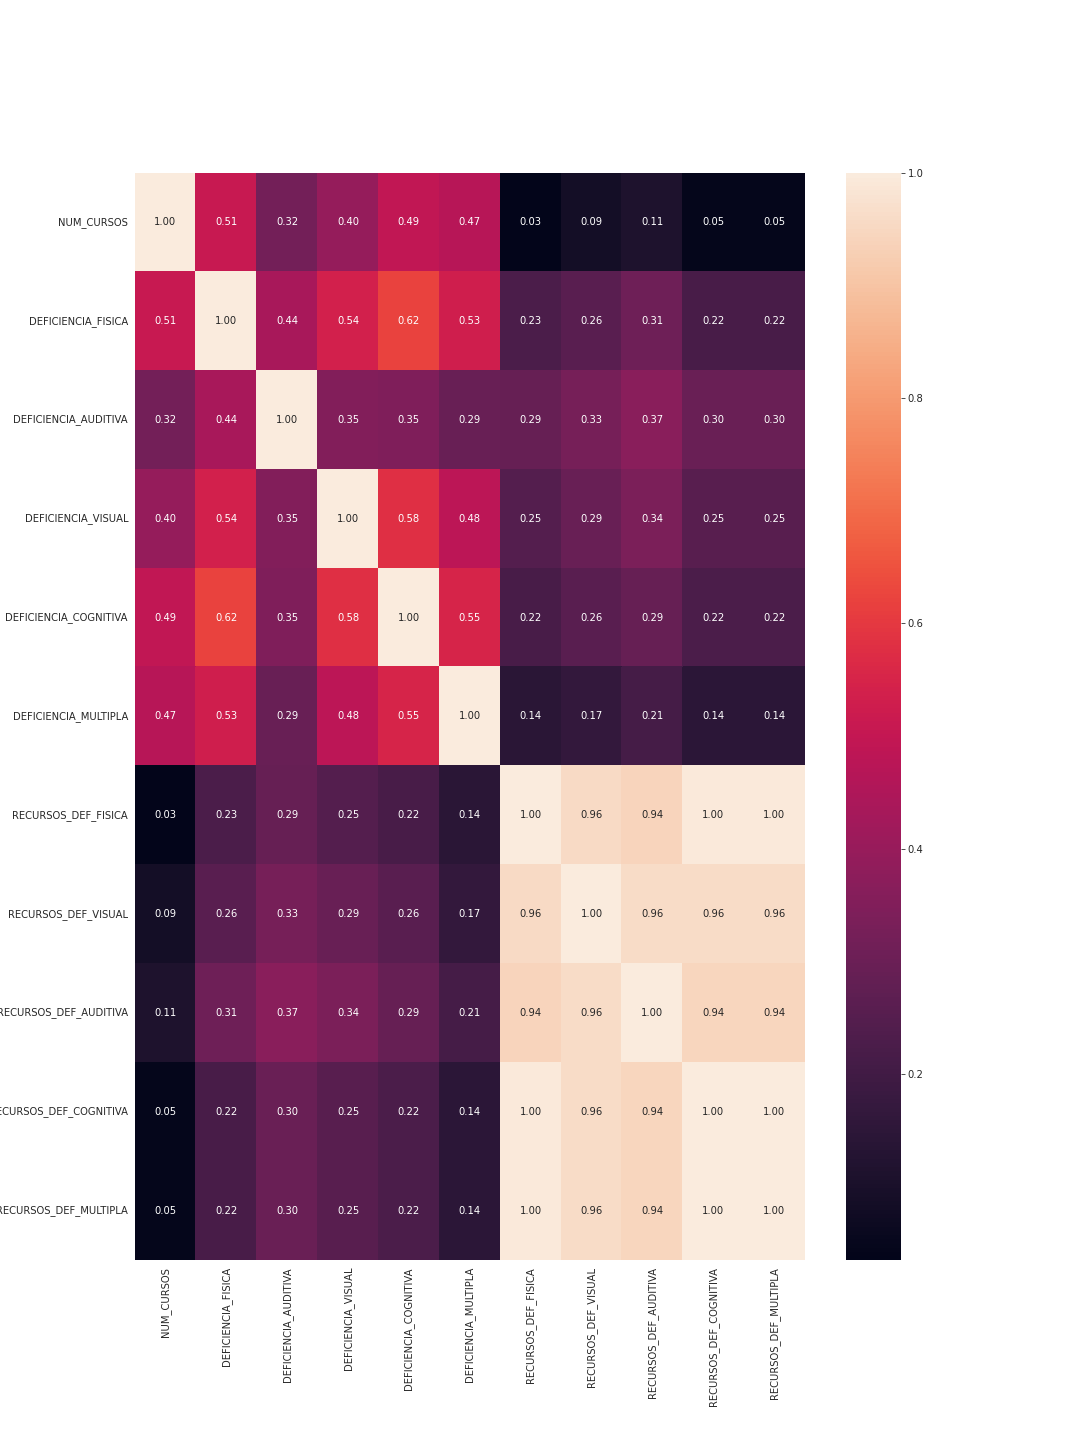 NUM_CURSOS 1.00 0.51 0.32 0.40 0.49 0.47 0.03 0.09 0.11 0.05 0.05
DEFICIENCIA_FISICA 0.51 1.00 0.44 0.54 0.62 0.53 0.23 0.26 0.31 0.22 0.22
DEFICIENCIA_AUDITIVA 0.32 0.44 1.00 0.35 0.35 0.29 0.29 0.33 0.37 0.30 0.30
DEFICIENCIA_VISUAL 0.40 0.54 0.35 1.00 0.58 0.48 0.25 0.29 0.34 0.25 0.25
DEFICIENCIA_COGNITIVA 0.49 0.62 0.35 0.58 1.00 0.55 0.22 0.26 0.29 0.22 0.22
DEFICIENCIA_MULTIPLA 0.47 0.53 0.29 0.48 0.55 1.00 0.14 0.17 0.21 0.14 0.14
RECURSOS_DEF_FISICA 0.03 0.23 0.29 0.25 0.22 0.14 1.00 0.96 0.94 1.00 1.00
RECURSOS_DEF_VISUAL 0.09 0.26 0.33 0.29 0.26 0.17 0.96 1.00 0.96 0.96 0.96
RECURSOS_DEF_AUDITIVA 0.11 0.31 0.37 0.34 0.29 0.21 0.94 0.96 1.00 0.94 0.94
ECURSOS_DEF_COGNITIVA 0.05 0.22 0.30 0.25 0.22 0.14 1.00 0.96 0.94 1.00 1.00
RECURSOS_DEF_MULTIPLA 0.05 0.22 0.30 0.25 0.22 0.14 1.00 0.96 0.94 1.00 1.00
NUM_CURSOS
DEFICIENCIA_FISICA
DEFICIENCIA_AUDITIVA
DEFICIENCIA_VISUAL
DEFICIENCIA_COGNITIVA
DEFICIENCIA_MULTIPLA
RECURSOS_DEF_FISICA
RECURSOS_DEF_VISUAL
RECURSOS_DEF_AUDITIVA
RECURSOS_DEF_COGNITIVA
RECURSOS_DEF_MULTIPLA
1.0
0.8
0.6
0.4
0.2